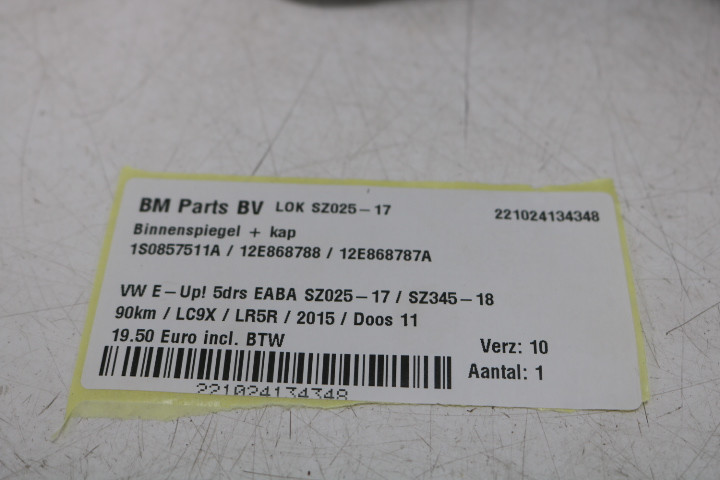 BM Parts BV LOK SZ025-17 221024134348
Binnenspiegel + kap
1S0857511A / 12E868788 / 12E868787A
VW E-Up! 5drs EABA SZ025-17 / SZ345-18
90km / LC9X / LR5R / 2015 / Doos 11
19.50 Euro incl. BTW Verz: 10
Aantal: 1
221024134348